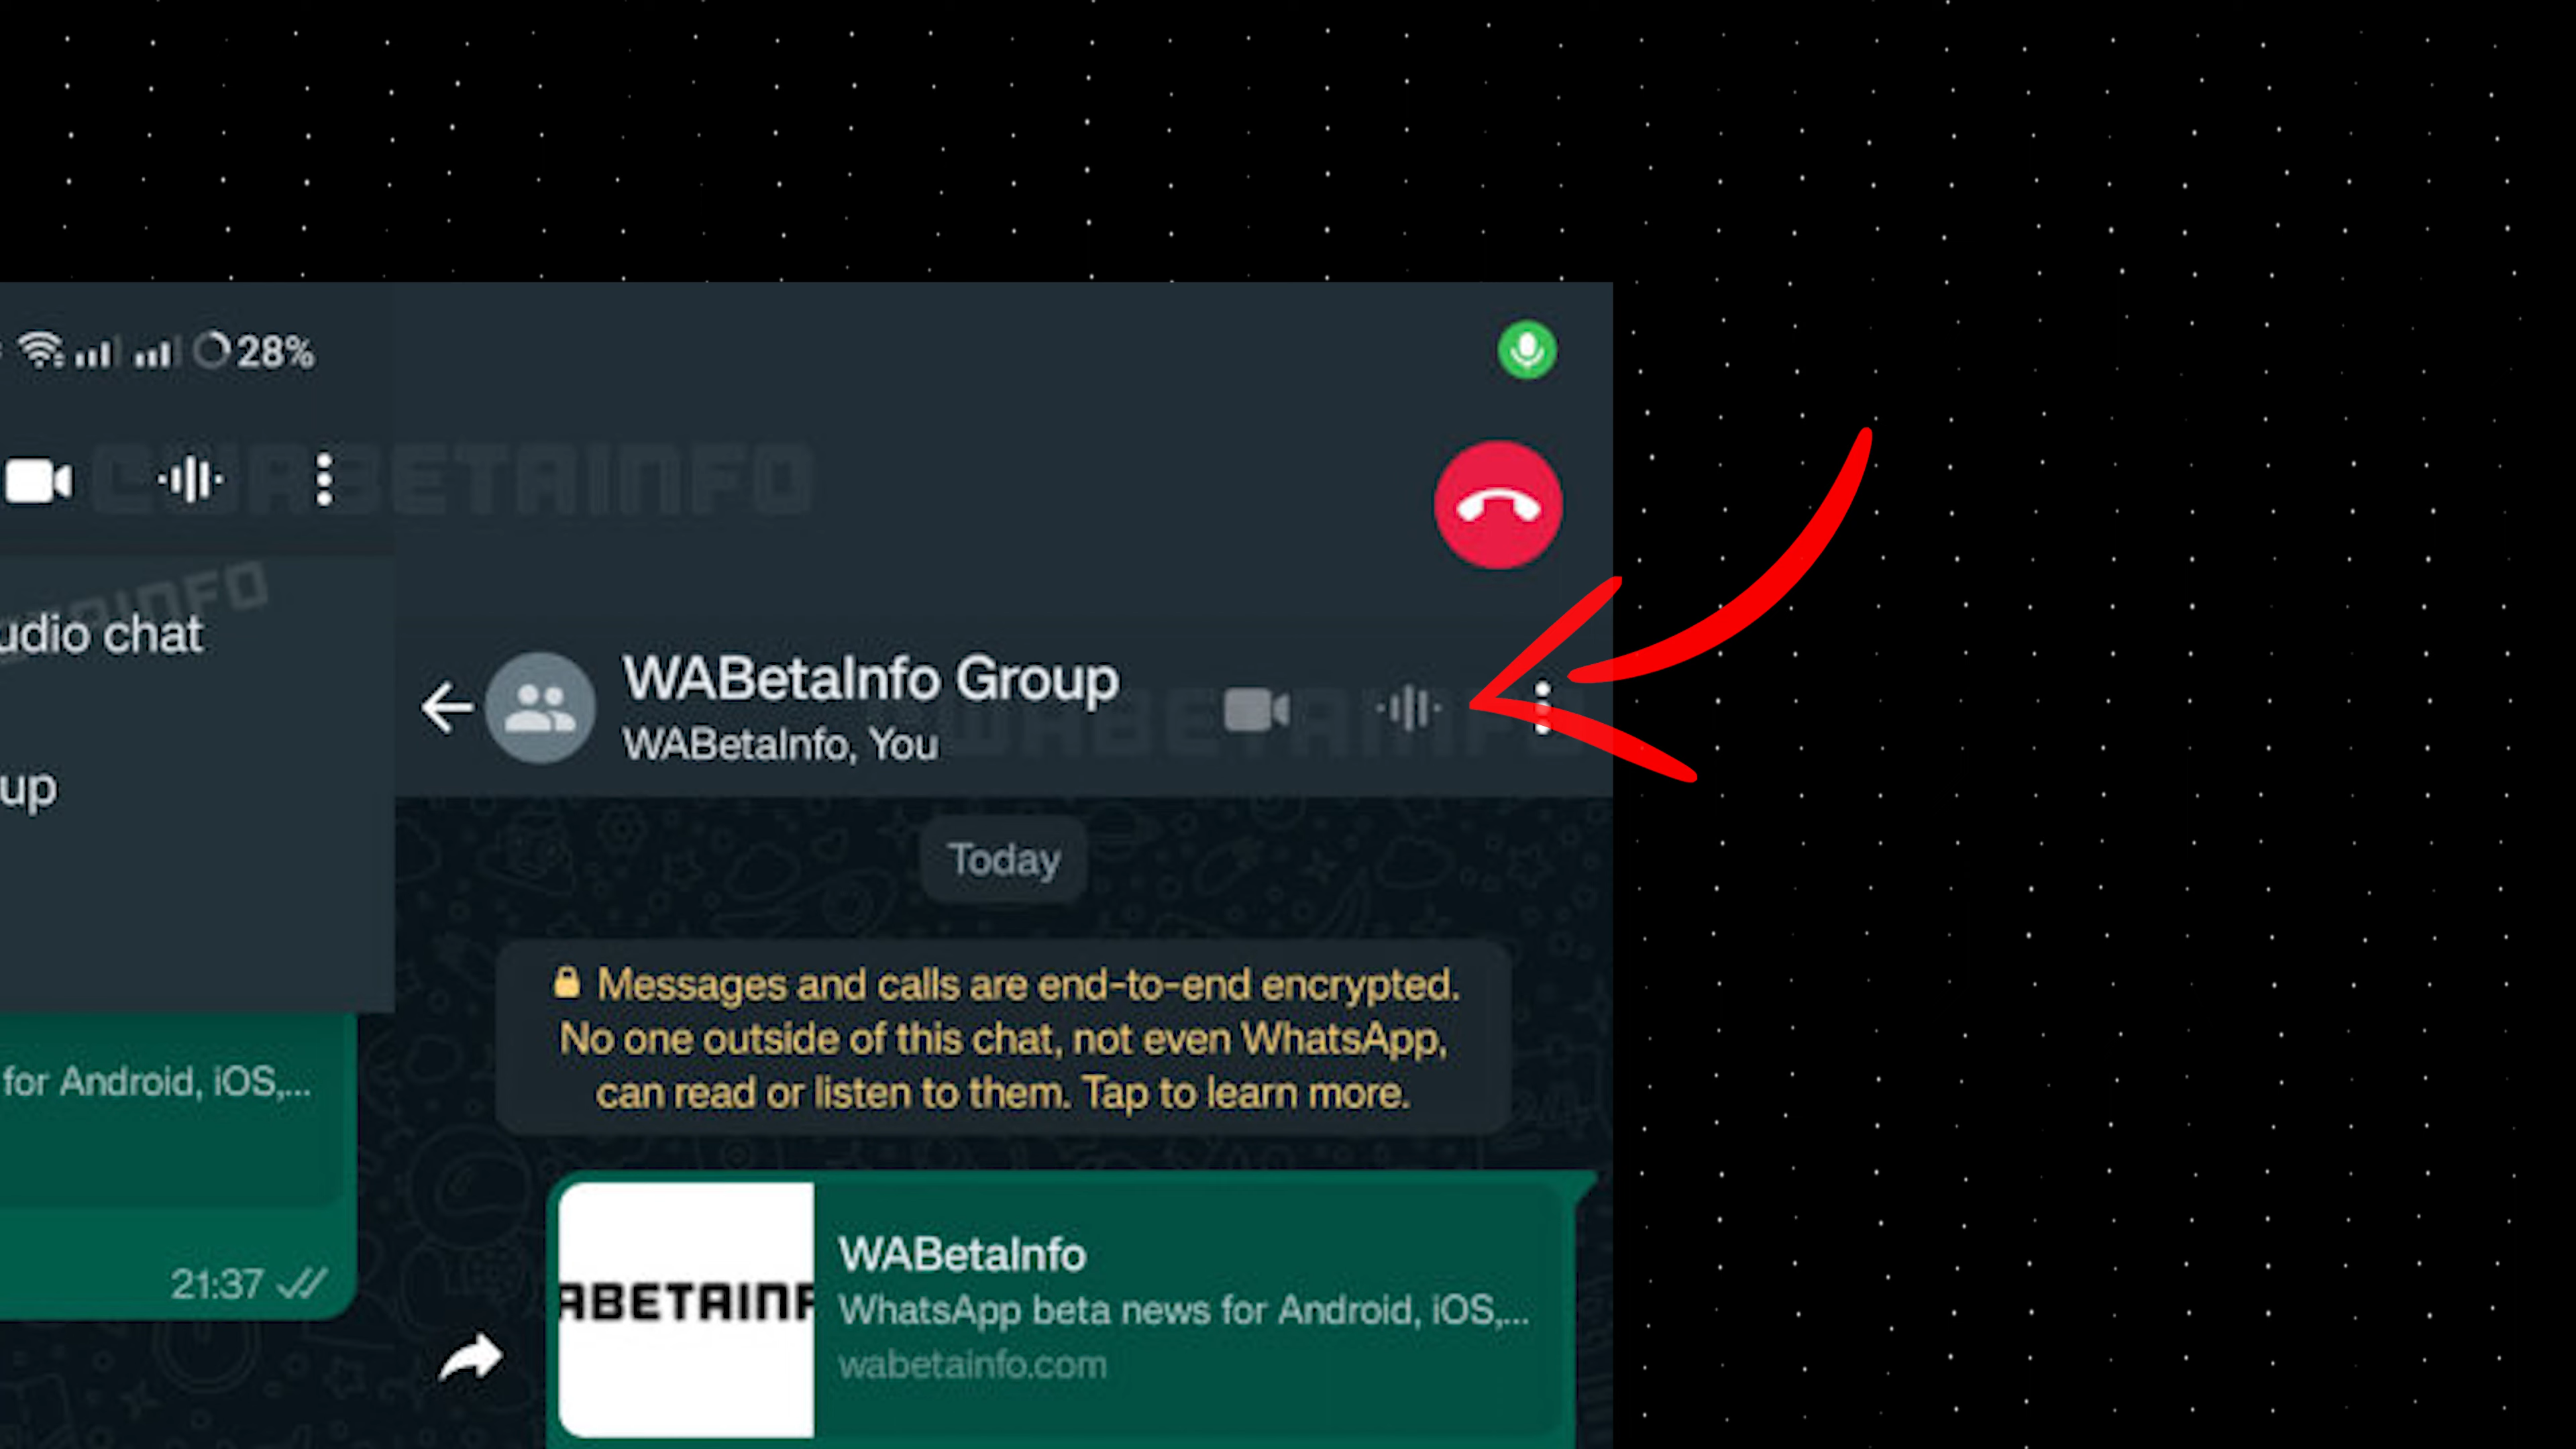 28%
@WABETAINFO
udio chat
up
for Android, iOS,...
21:37
WABetaInfo Group
WABetaInfo, You
Today
Messages and calls are end-to-end encrypted.
No one outside of this chat, not even WhatsApp,
can read or listen to them. Tap to learn more.
ABETAINF
WABetaInfo
WhatsApp beta news for Android, iOS,...
wabetainfo.com